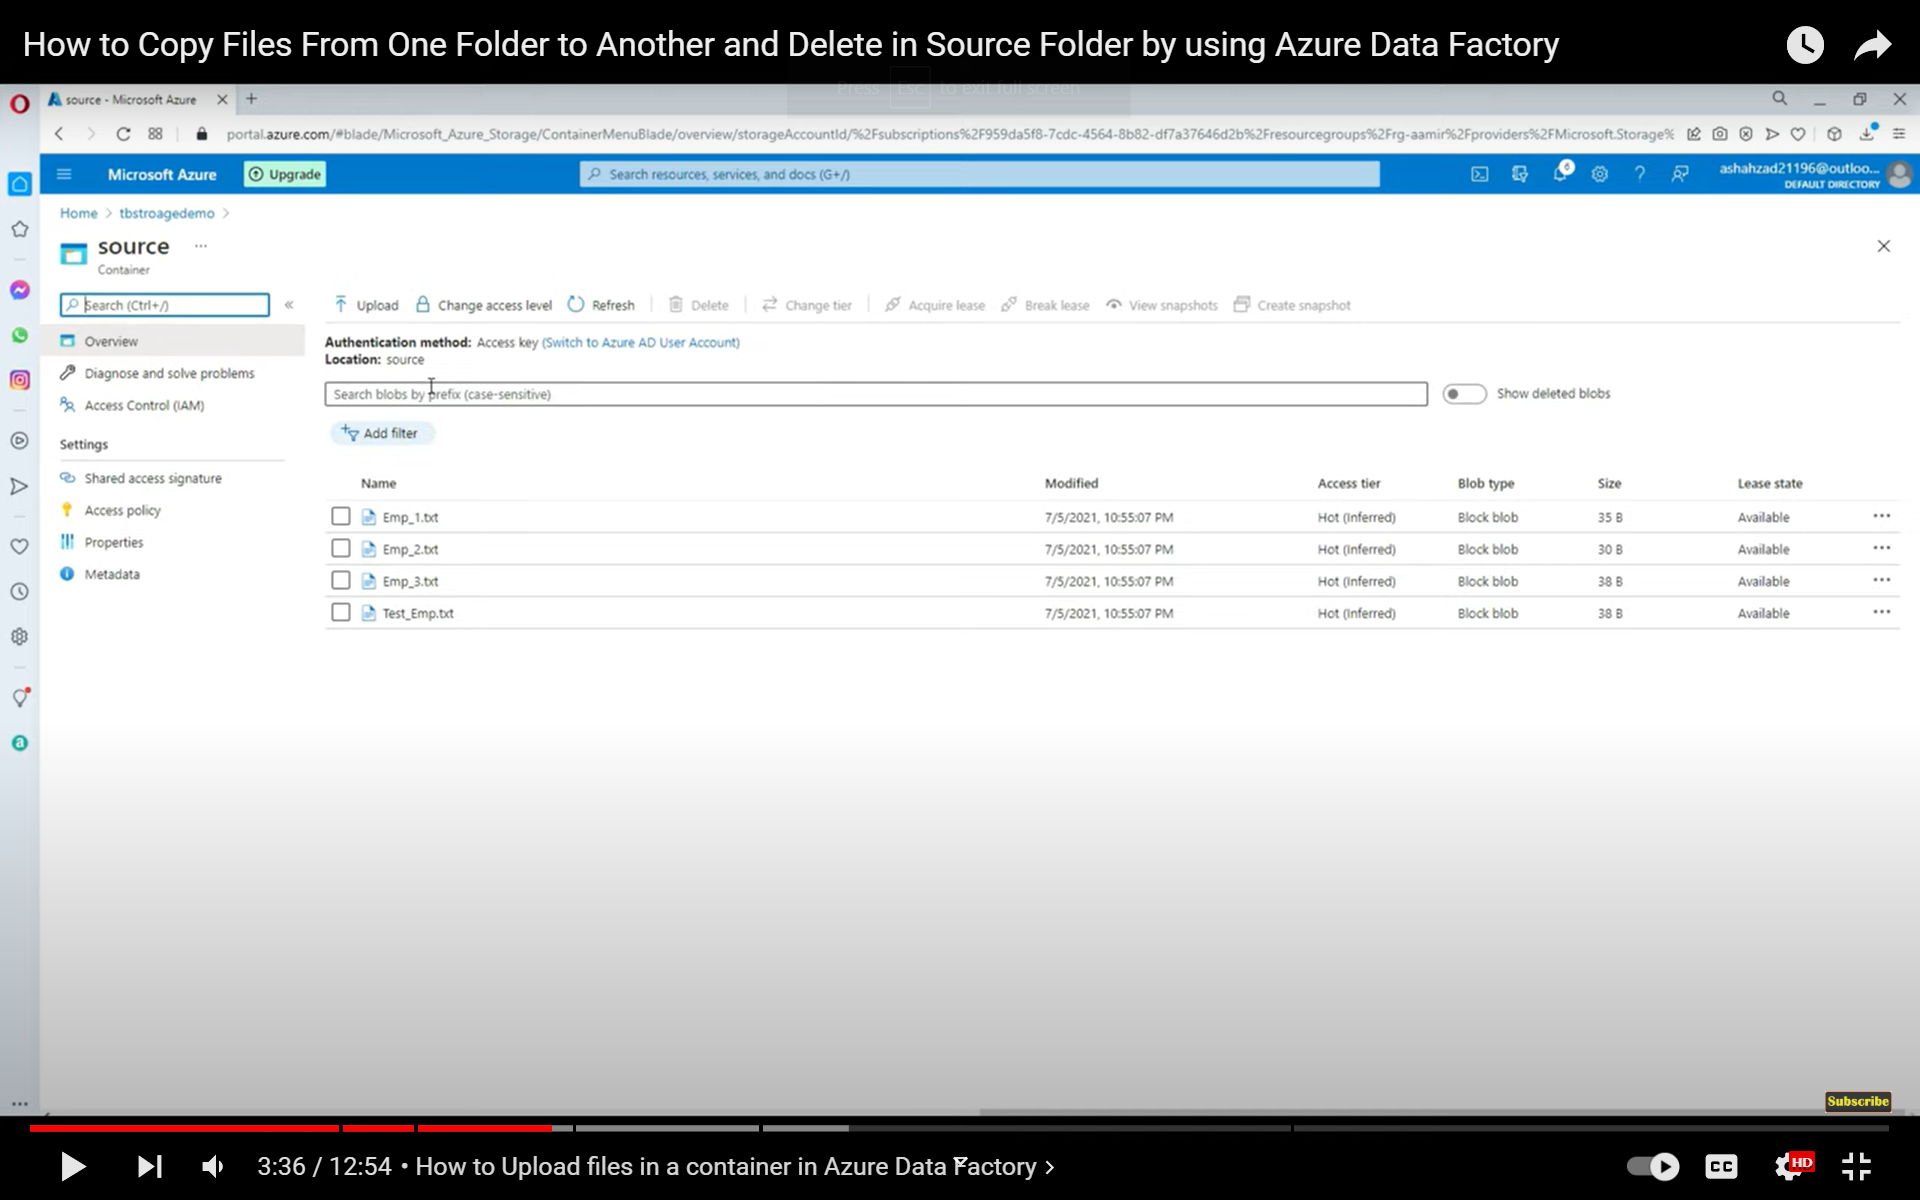 How to Copy Files From One Folder to Another and Delete in Source Folder by using Azure Data Factory
Press Esc to exit full screen
source - Microsoft Azure
portal.azure.com/#blade/Microsoft_Azure_Storage/ContainerMenuBlade/overview/storageAccountId/%2Fsubscriptions%2F959da5f8-7cdc-4564-8b82-df7a37646d2b%2Fresourcegroups%2Frg-aamir%2Fproviders%2FMicrosoft.Storage%
Microsoft Azure
Upgrade
Search resources, services, and docs (G+/)
6
ashahzad21196@outloo...
DEFAULT DIRECTORY
Home > tbstroagedemo >
source ...
Container
Search (Ctrl+/)
«
Upload Change access level Refresh Delete Change tier Acquire lease Break lease View snapshots Create snapshot
Overview
Diagnose and solve problems
Access Control (IAM)
Settings
Shared access signature
Access policy
Properties
Metadata
Authentication method: Access key (Switch to Azure AD User Account)
Location: source
Search blobs by prefix (case-sensitive)
Show deleted blobs
Add filter
Name Modified Access tier Blob type Size Lease state
Emp_1.txt 7/5/2021, 10:55:07 PM Hot (Inferred) Block blob 35 B Available ...
Emp_2.txt 7/5/2021, 10:55:07 PM Hot (Inferred) Block blob 30 B Available ...
Emp_3.txt 7/5/2021, 10:55:07 PM Hot (Inferred) Block blob 38 B Available ...
Test_Emp.txt 7/5/2021, 10:55:07 PM Hot (Inferred) Block blob 38 B Available ...
Subscribe
3:36 / 12:54 • How to Upload files in a container in Azure Data Factory >
CC
HD